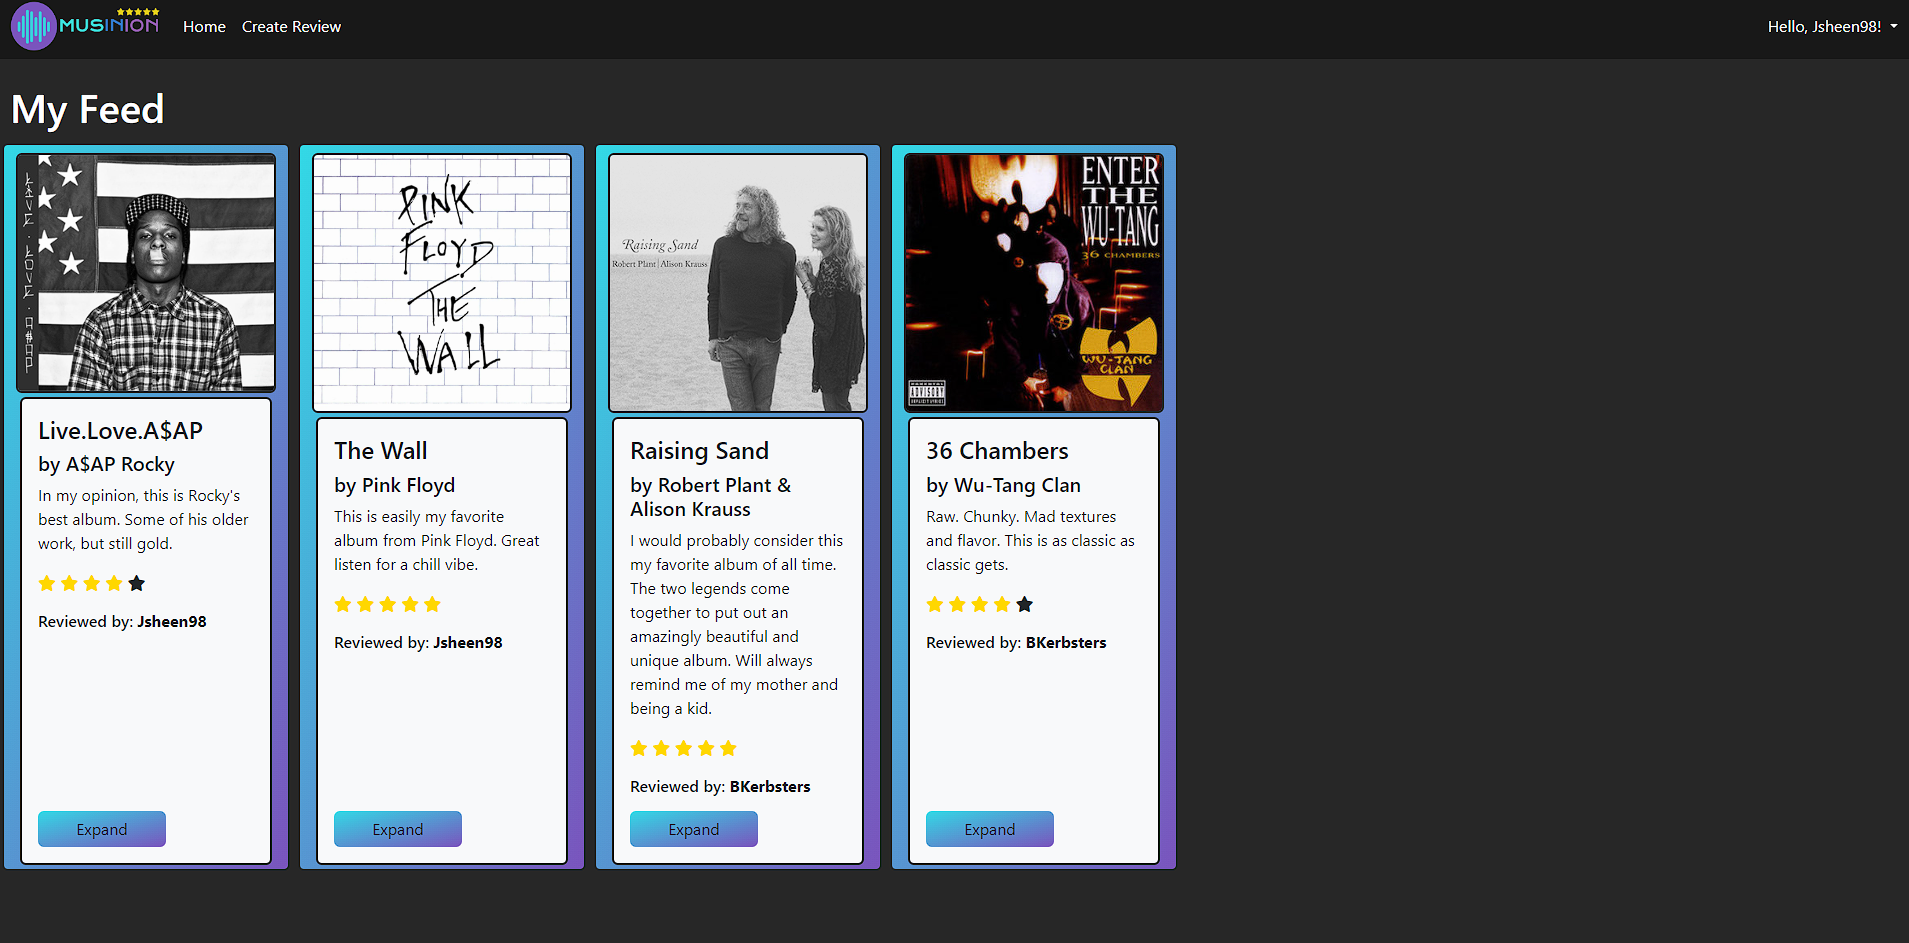 MUSINION
Home
Create Review
Hello, Jsheen98!
My Feed
LIVE.LOVE.A$AP
Live.Love.A$AP
by A$AP Rocky
In my opinion, this is Rocky's
best album. Some of his older
work, but still gold.
Reviewed by: Jsheen98
Expand
PINK
FLOYD
THE
WALL
The Wall
by Pink Floyd
This is easily my favorite
album from Pink Floyd. Great
listen for a chill vibe.
Reviewed by: Jsheen98
Expand
Raising Sand
Robert Plant | Alison Krauss
Raising Sand
by Robert Plant &
Alison Krauss
I would probably consider this
my favorite album of all time.
The two legends come
together to put out an
amazingly beautiful and
unique album. Will always
remind me of my mother and
being a kid.
Reviewed by: BKerbsters
Expand
ENTER
THE
WU-TANG
36 CHAMBERS
WU-TANG
CLAN
PARENTAL
ADVISORY
EXPLICIT LYRICS
36 Chambers
by Wu-Tang Clan
Raw. Chunky. Mad textures
and flavor. This is as classic as
classic gets.
Reviewed by: BKerbsters
Expand